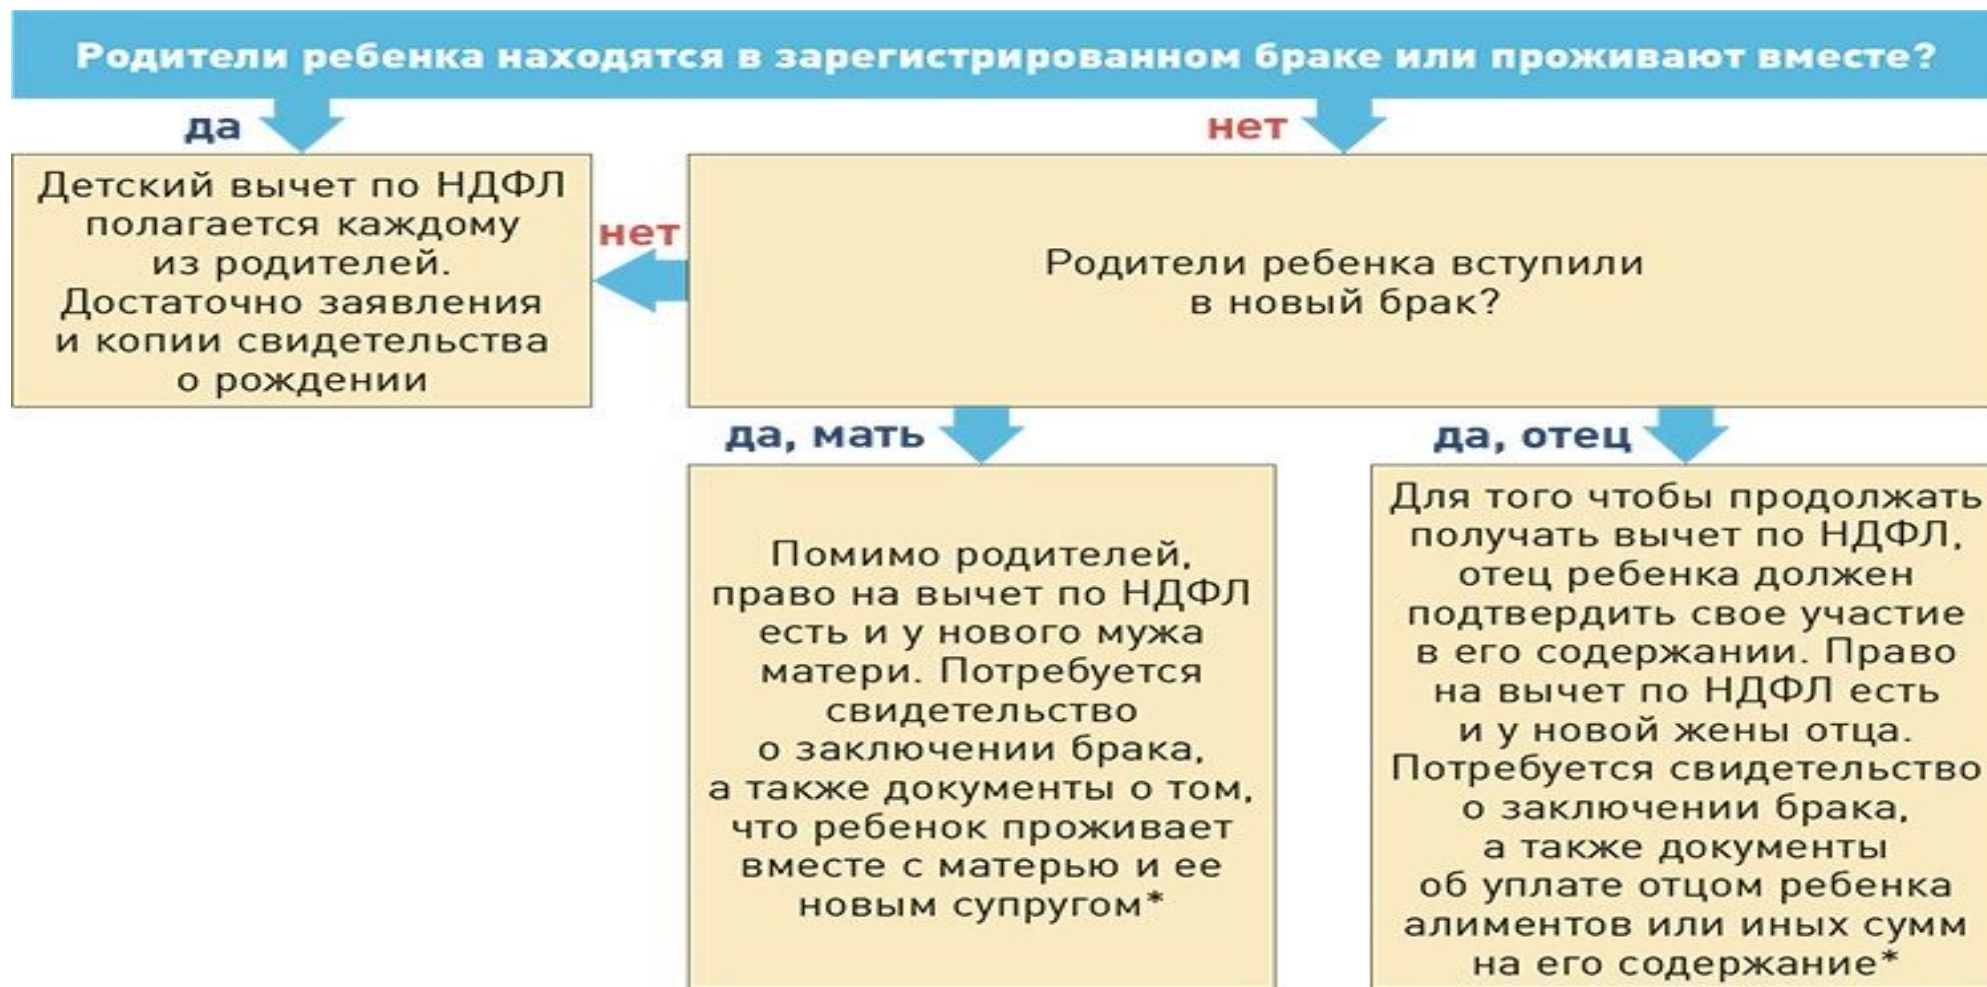 Родители ребенка находятся в зарегистрированном браке или проживают вместе?
да
нет
Детский вычет по НДФЛ
полагается каждому
из родителей.
Достаточно заявления
и копии свидетельства
о рождении
нет
Родители ребенка вступили
в новый брак?
да, мать
да, отец
Помимо родителей,
право на вычет по НДФЛ
есть и у нового мужа
матери. Потребуется
свидетельство
о заключении брака,
а также документы о том,
что ребенок проживает
вместе с матерью и ее
новым супругом*
Для того чтобы продолжать
получать вычет по НДФЛ,
отец ребенка должен
подтвердить свое участие
в его содержании. Право
на вычет по НДФЛ есть
и у новой жены отца.
Потребуется свидетельство
о заключении брака,
а также документы
об уплате отцом ребенка
алиментов или иных сумм
на его содержание*